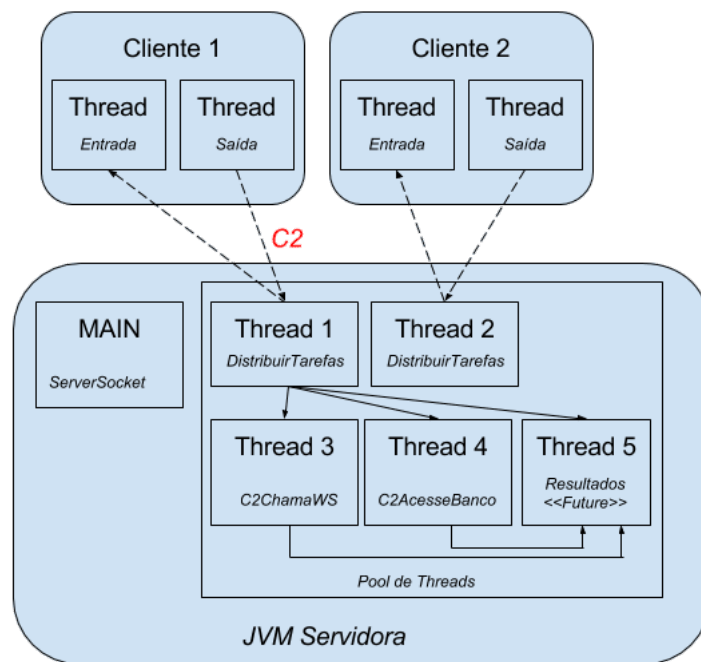 Cliente 1
Cliente 2
Thread
Entrada
Thread
Saída
Thread
Entrada
Thread
Saída
C2
MAIN
ServerSocket
Thread 1
DistribuirTarefas
Thread 2
DistribuirTarefas
Thread 3
C2ChamaWS
Thread 4
C2AcesseBanco
Thread 5
Resultados
<<Future>>
Pool de Threads
JVM Servidora